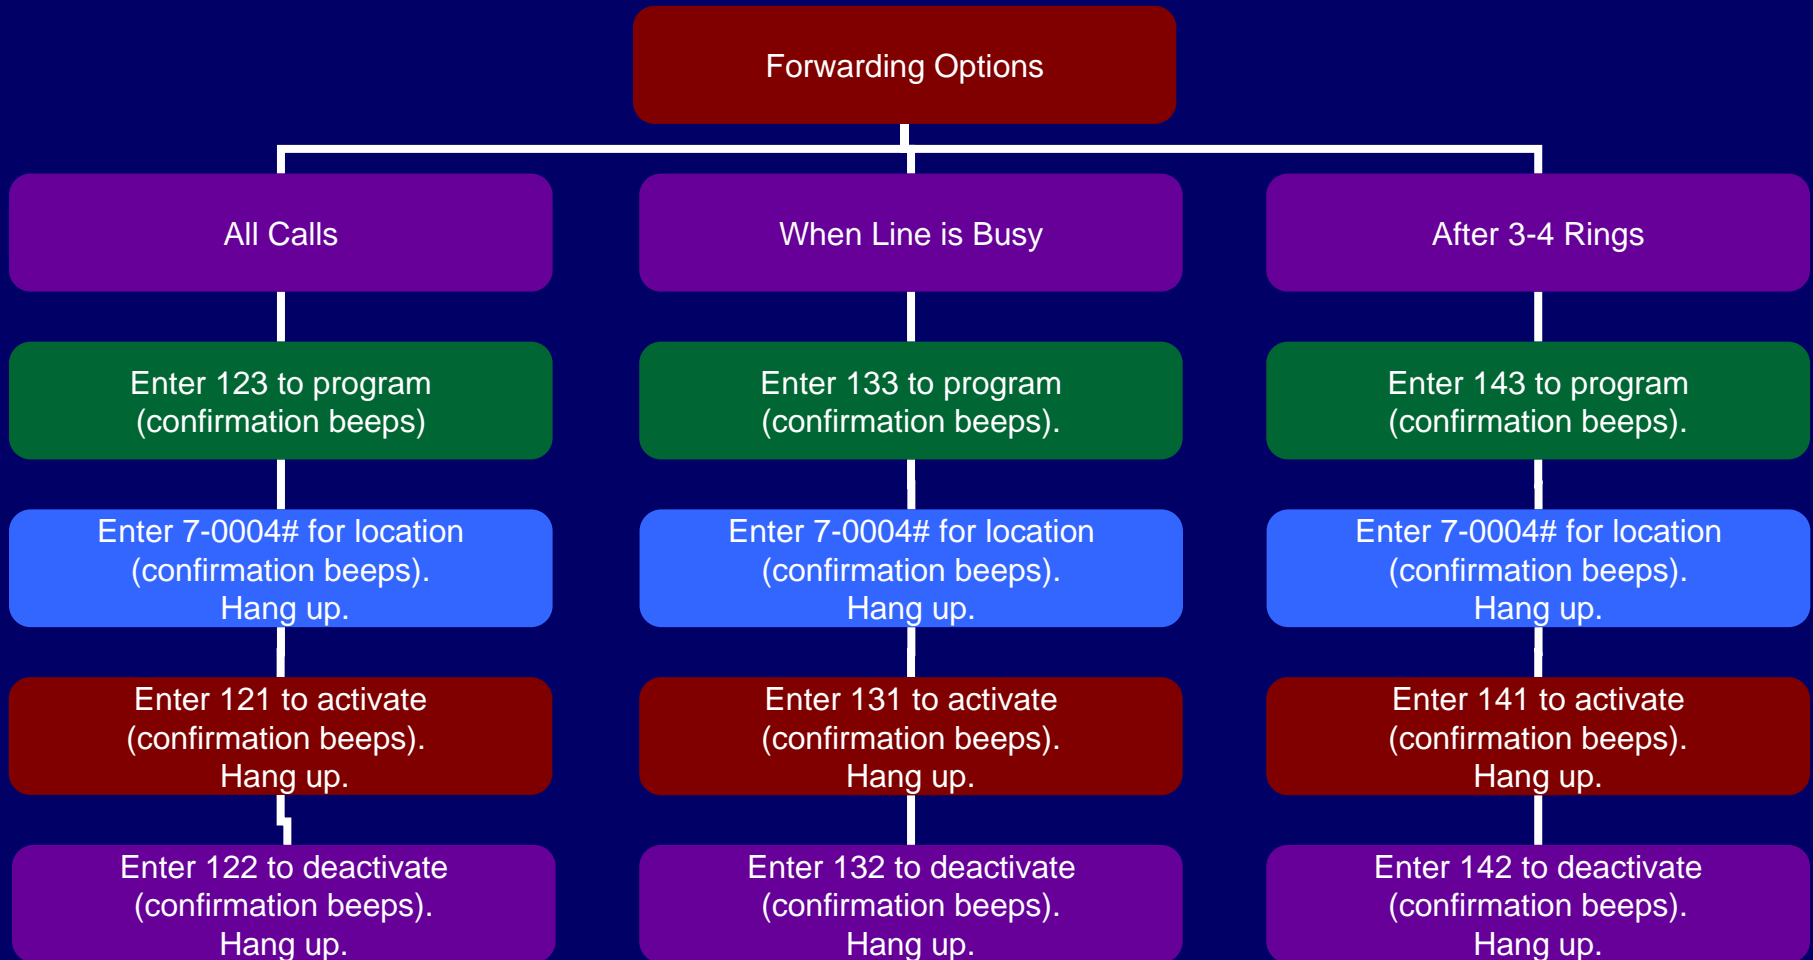 Forwarding Options
All Calls
When Line is Busy
After 3-4 Rings
Enter 123 to program
(confirmation beeps)
Enter 133 to program
(confirmation beeps).
Enter 143 to program
(confirmation beeps).
Enter 7-0004# for location
(confirmation beeps).
Hang up.
Enter 7-0004# for location
(confirmation beeps).
Hang up.
Enter 7-0004# for location
(confirmation beeps).
Hang up.
Enter 121 to activate
(confirmation beeps).
Hang up.
Enter 131 to activate
(confirmation beeps).
Hang up.
Enter 141 to activate
(confirmation beeps).
Hang up.
Enter 122 to deactivate
(confirmation beeps).
Hang up.
Enter 132 to deactivate
(confirmation beeps).
Hang up.
Enter 142 to deactivate
(confirmation beeps).
Hang up.